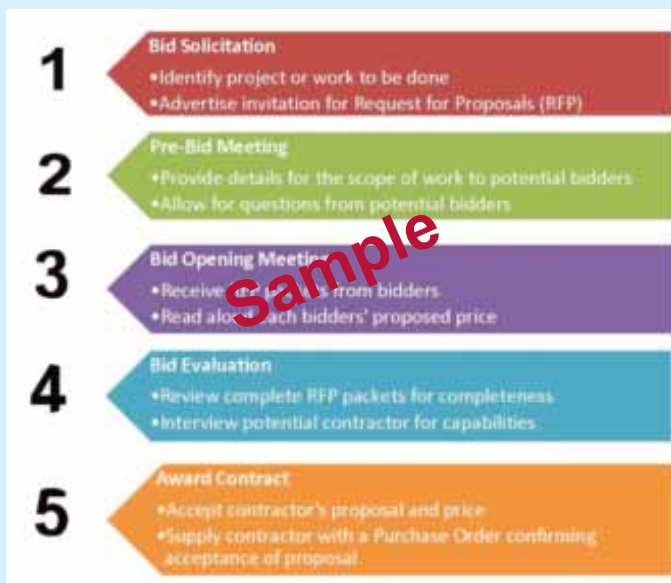 1
Bid Solicitation
•Identify project or work to be done
•Advertise invitation for Request for Proposals (RFP)
2
Pre-Bid Meeting
•Provide details for the scope of work to potential bidders
•Allow for questions from potential bidders
3
Bid Opening Meeting
•Receive from bidders
•Read aloud each bidders' proposed price
Sample
4
Bid Evaluation
•Review complete RFP packets for completeness
•Interview potential contractor for capabilities
5
Award Contract
•Accept contractor's proposal and price
•Supply contractor with a Purchase Order confirming
acceptance of proposal